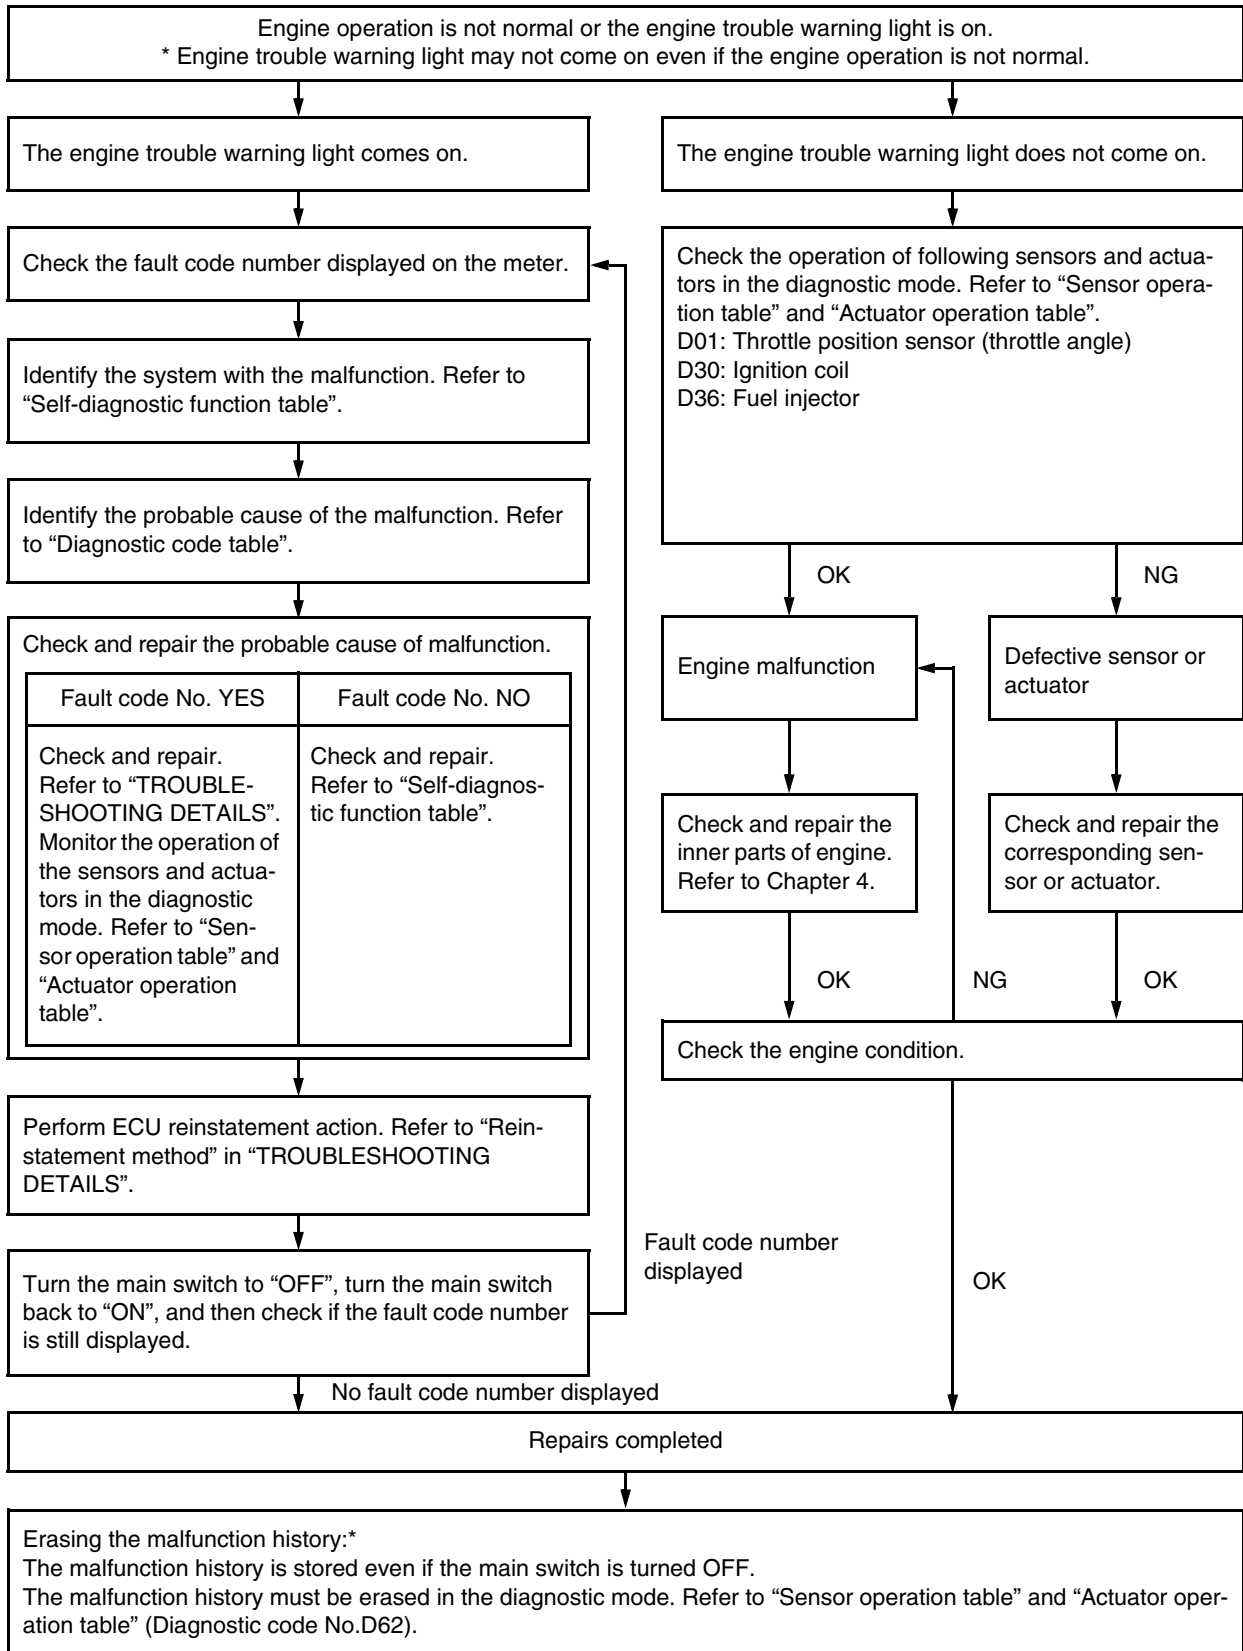 Engine operation is not normal or the engine trouble warning light is on.
* Engine trouble warning light may not come on even if the engine operation is not normal.
The engine trouble warning light comes on.
Check the fault code number displayed on the meter.
Identify the system with the malfunction. Refer to
“Self-diagnostic function table”.
Identify the probable cause of the malfunction. Refer
to “Diagnostic code table”.
Check and repair the probable cause of malfunction.
Fault code No. YES
Check and repair.
Refer to “TROUBLE-
SHOOTING DETAILS”.
Monitor the operation of
the sensors and actua-
tors in the diagnostic
mode. Refer to “Sen-
sor operation table” and
“Actuator operation
table”.
Fault code No. NO
Check and repair.
Refer to “Self-diagnos-
tic function table”.
Perform ECU reinstatement action. Refer to “Rein-
statement method” in “TROUBLESHOOTING
DETAILS”.
Turn the main switch to “OFF”, turn the main switch
back to “ON”, and then check if the fault code number
is still displayed.
Fault code number
displayed
No fault code number displayed
The engine trouble warning light does not come on.
Check the operation of following sensors and actua-
tors in the diagnostic mode. Refer to “Sensor opera-
tion table” and “Actuator operation table”.
D01: Throttle position sensor (throttle angle)
D30: Ignition coil
D36: Fuel injector
OK
NG
Engine malfunction
Defective sensor or
actuator
Check and repair the
inner parts of engine.
Refer to Chapter 4.
Check and repair the
corresponding sen-
sor or actuator.
OK
NG
OK
Check the engine condition.
OK
Repairs completed
Erasing the malfunction history:*
The malfunction history is stored even if the main switch is turned OFF.
The malfunction history must be erased in the diagnostic mode. Refer to “Sensor operation table” and “Actuator oper-
ation table” (Diagnostic code No.D62).